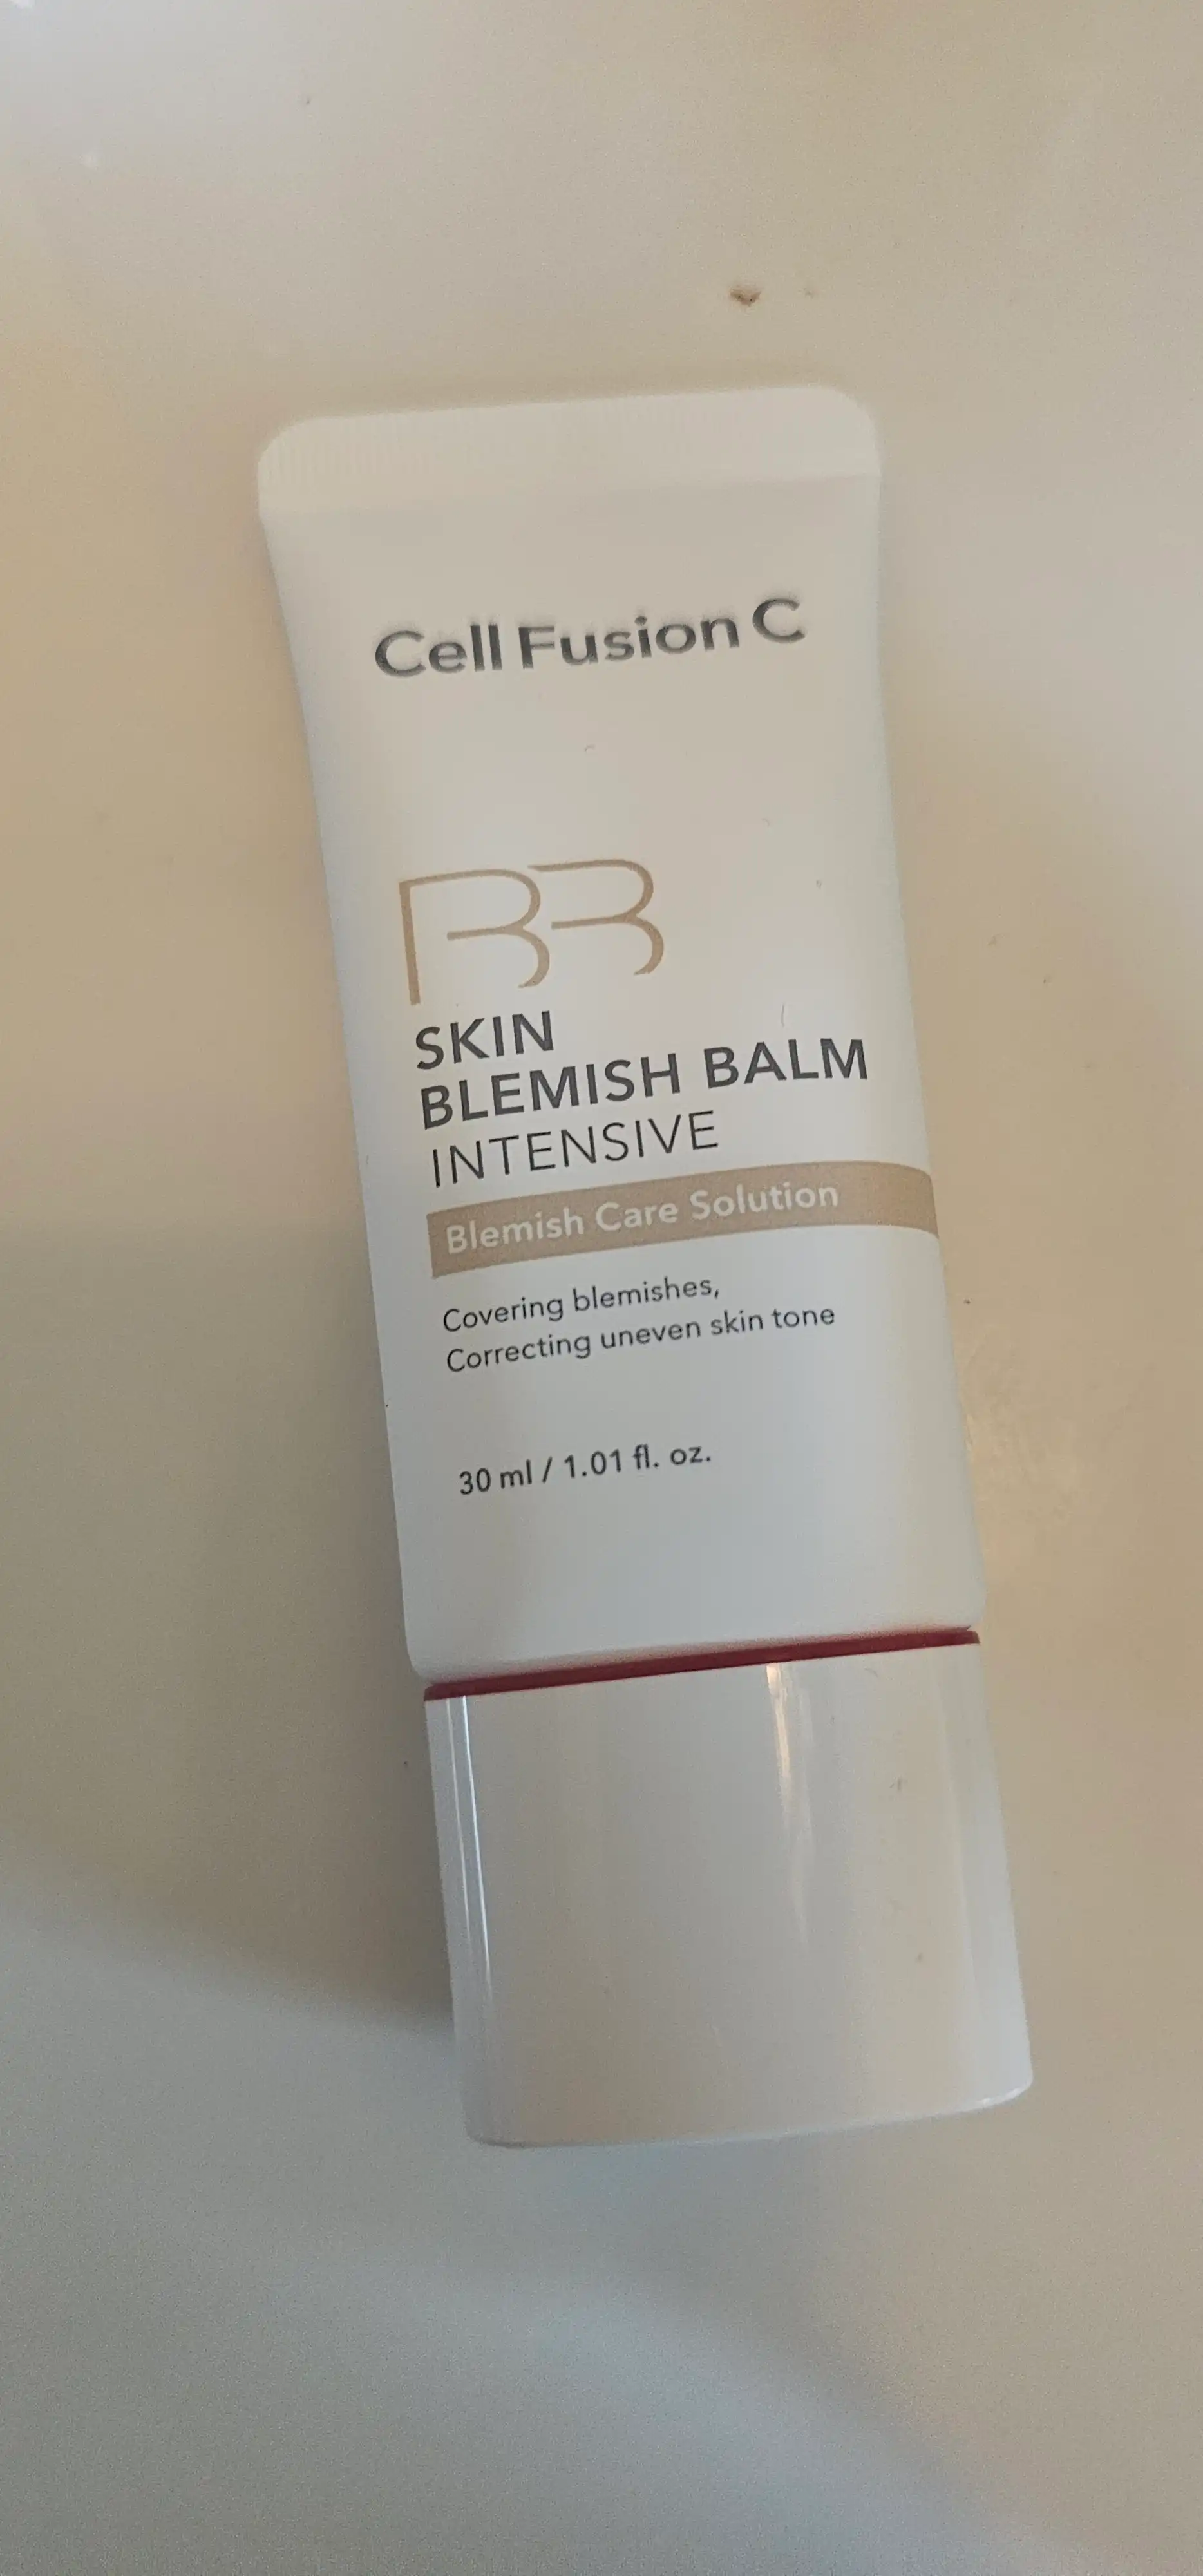 Cell Fusion C
BB
SKIN
BLEMISH BALM
INTENSIVE
Blemish Care Solution
Covering blemishes,
Correcting uneven skin tone
30 ml / 1.01 fl. oz.